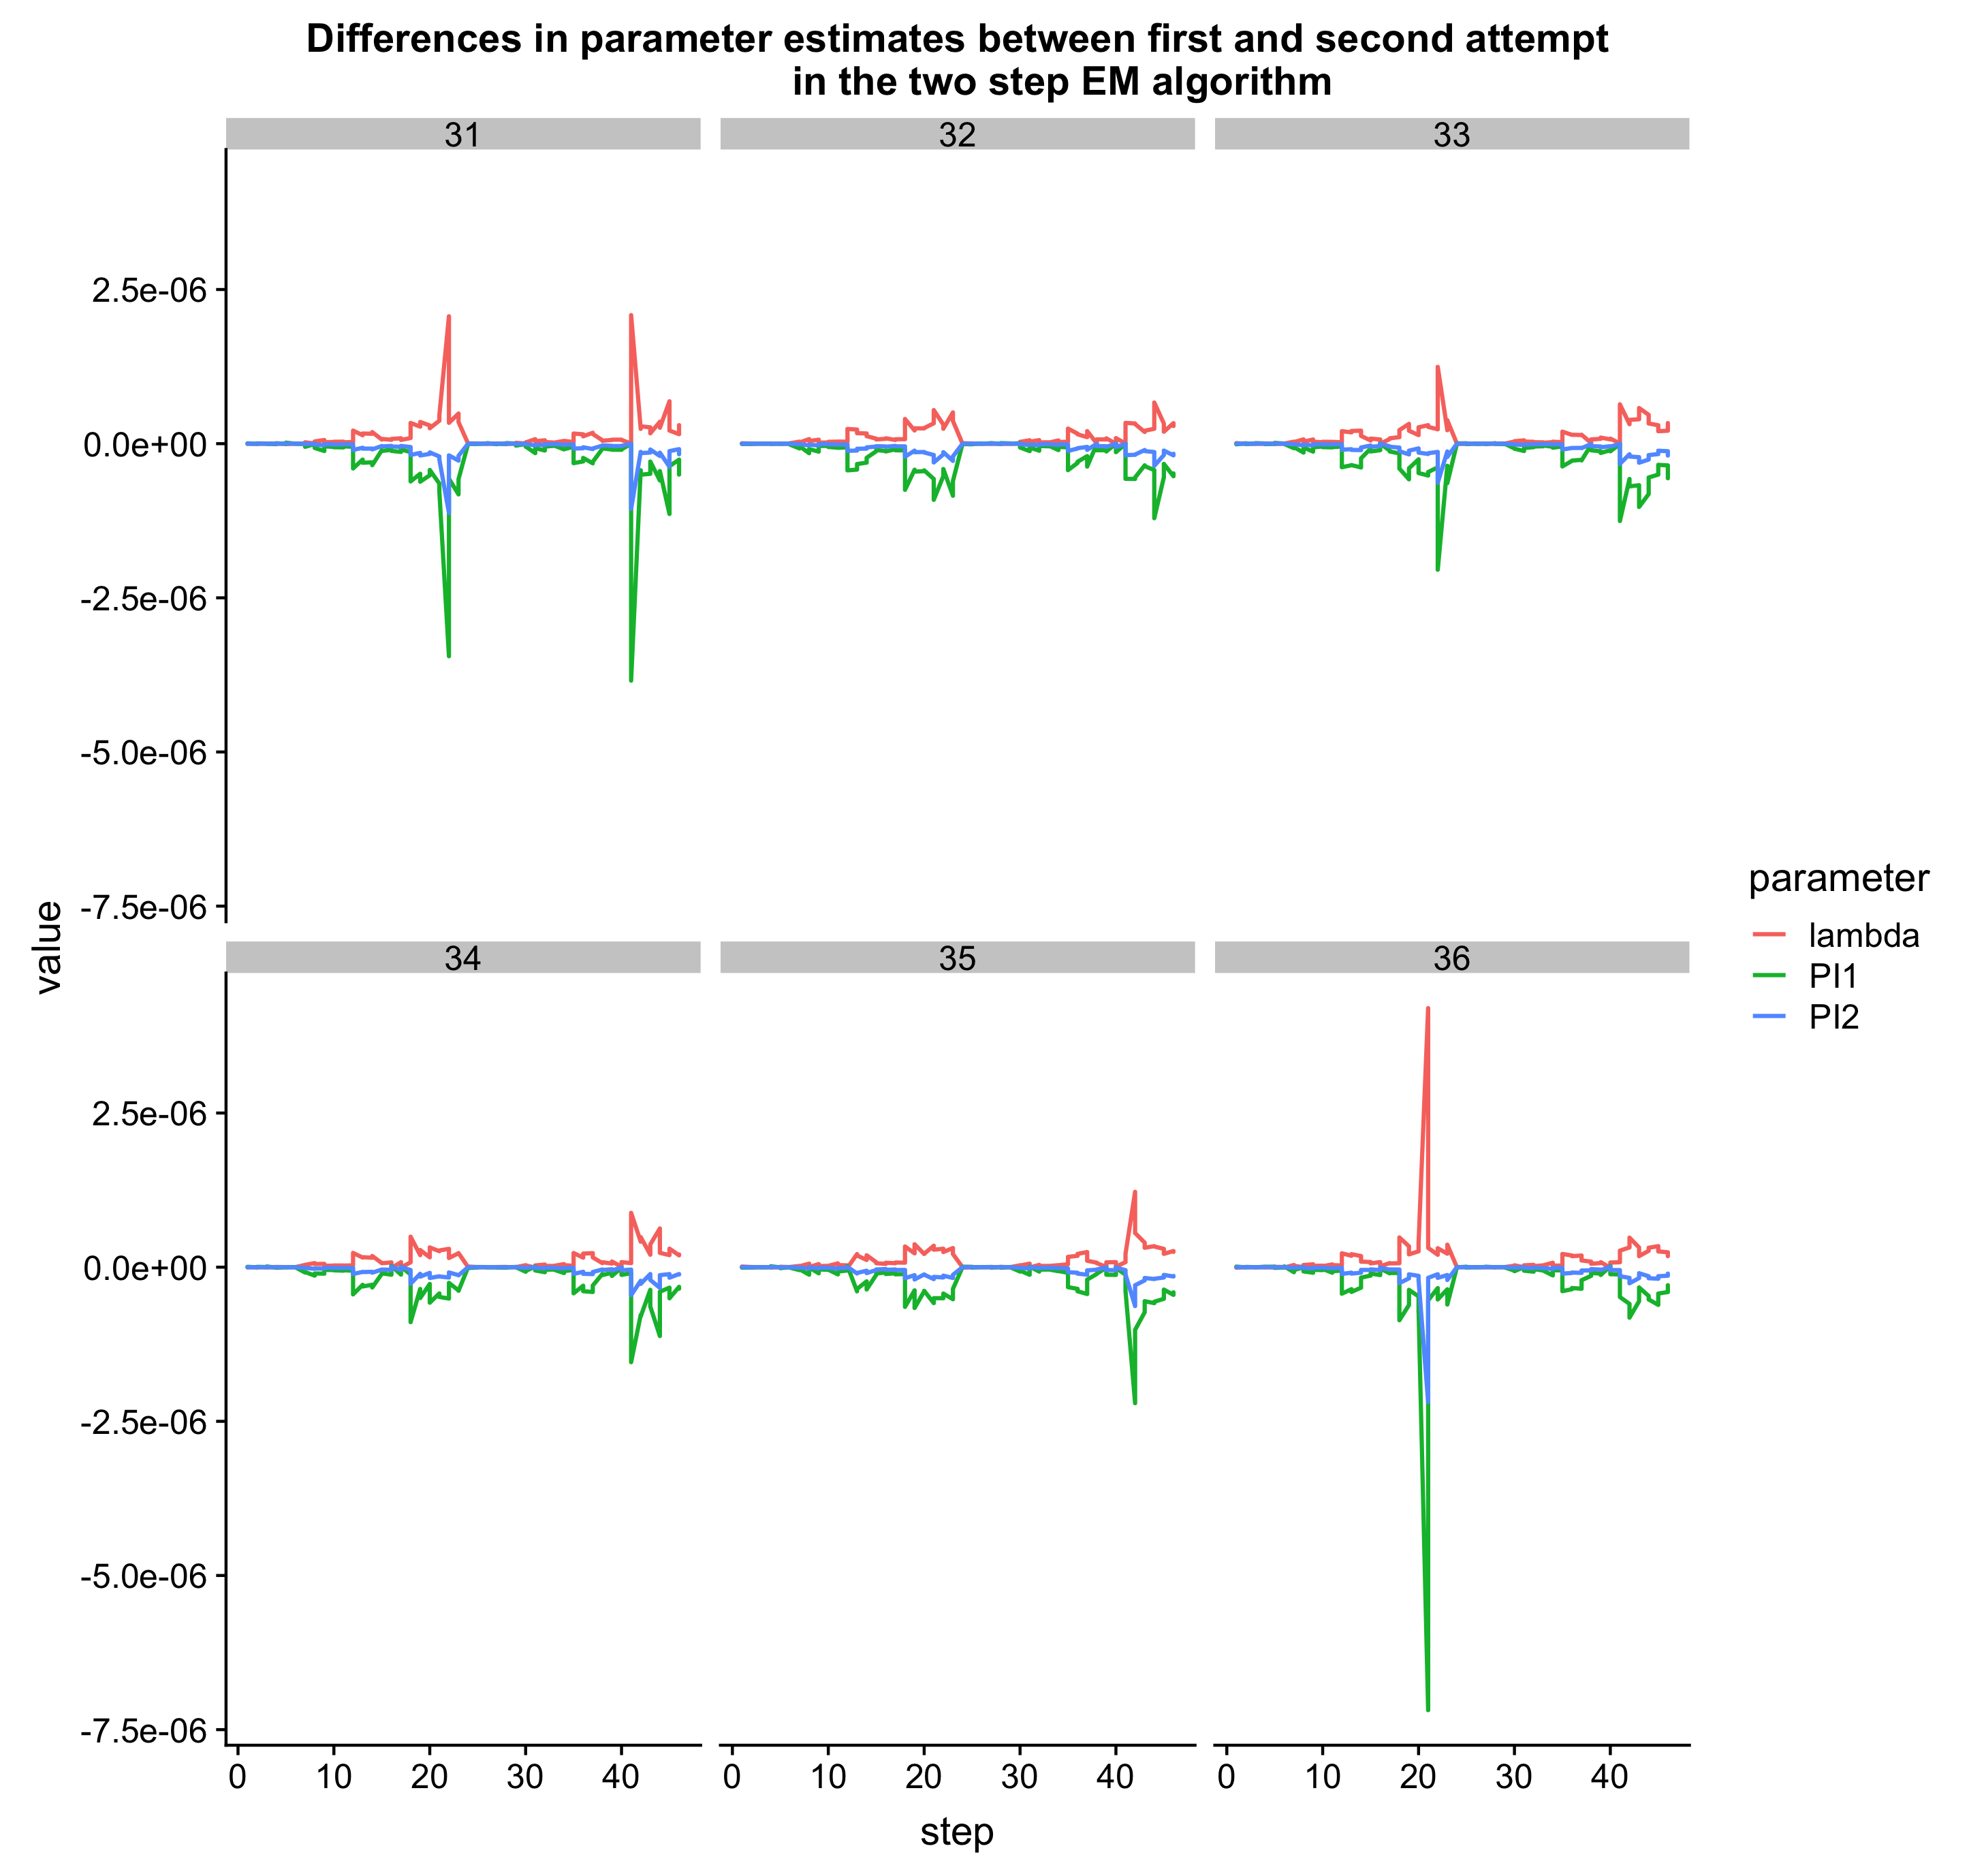 Differences in parameter estimates between first and second attempt
in the two step EM algorithm
31
32
33
2.5e-06
0.0e+00
-2.5e-06
-5.0e-06
-7.5e-06
value
34
35
36
2.5e-06
0.0e+00
-2.5e-06
-5.0e-06
-7.5e-06
0 10 20 30 40
0 10 20 30 40
0 10 20 30 40
step
parameter
lambda
PI1
PI2